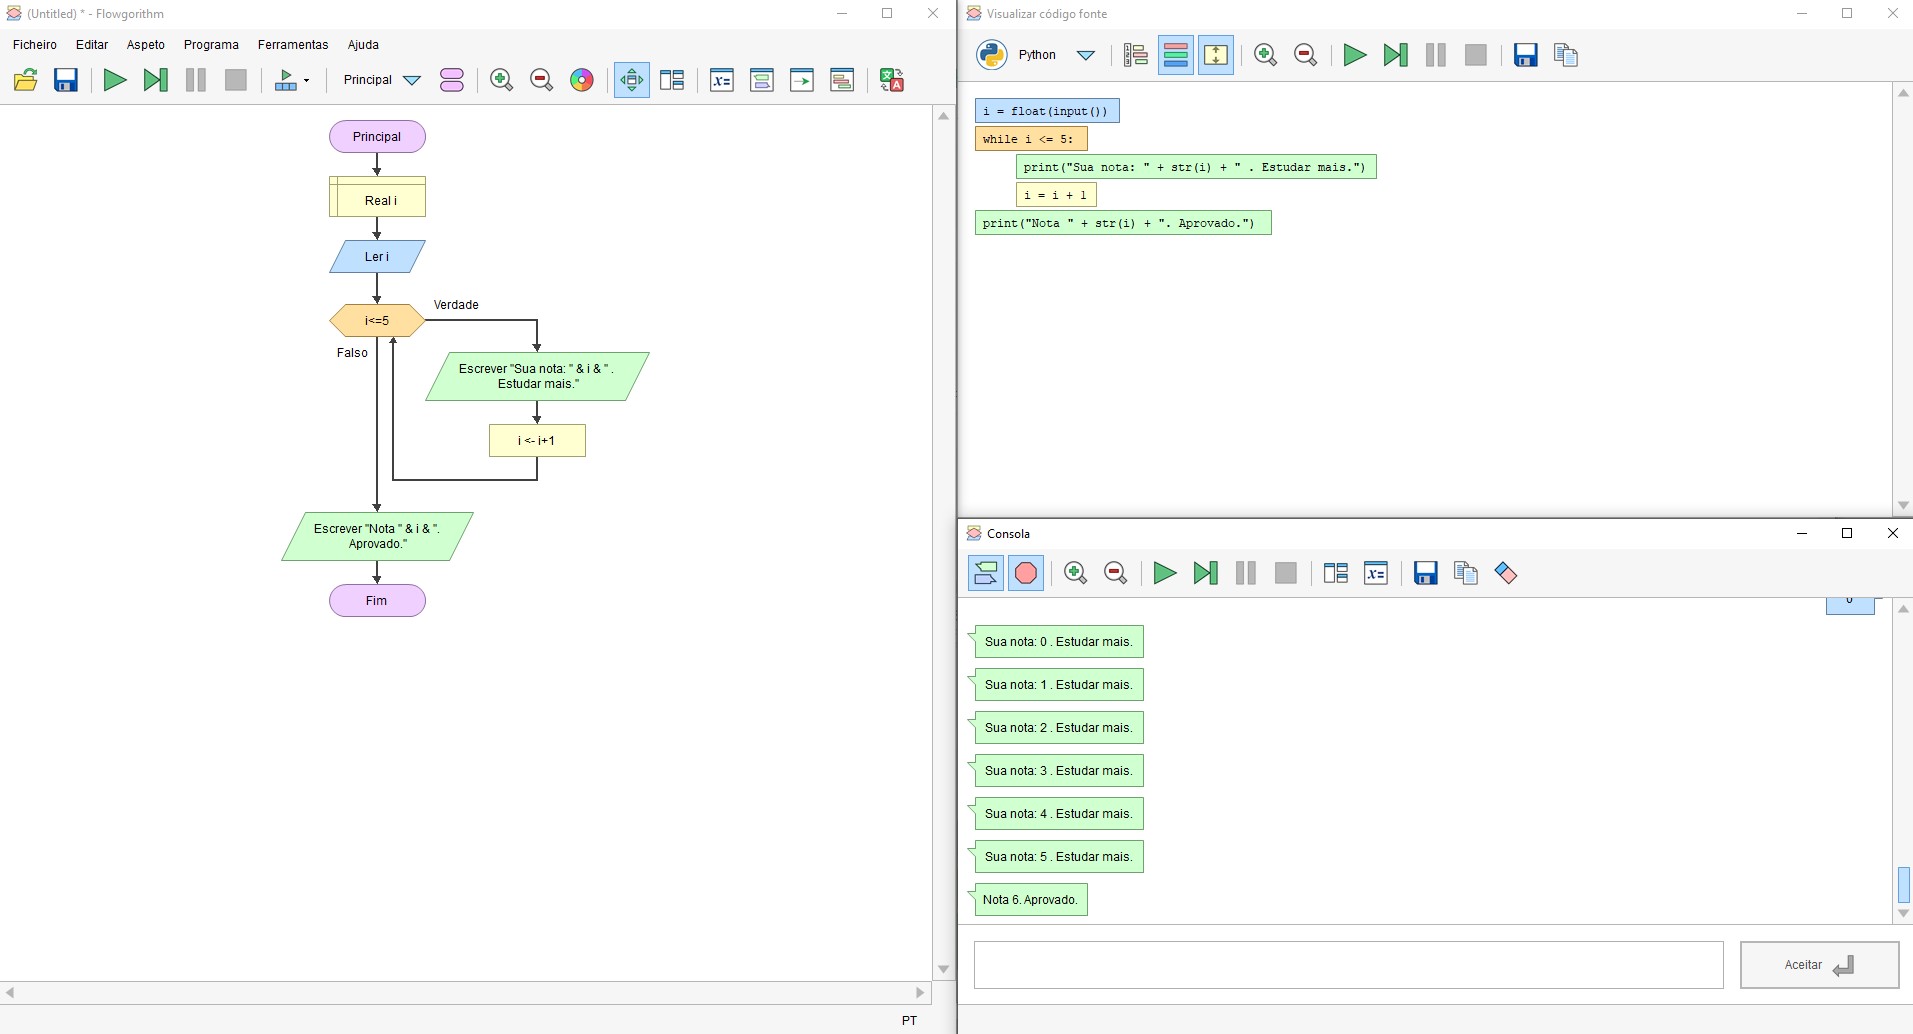 (Untitled) * - Flowgorithm
Ficheiro Editar Aspeto Programa Ferramentas Ajuda
Principal
Principal
Real i
Ler i
i<=5
Verdade
Falso
Escrever "Sua nota: " & i & " .
Estudar mais."
i <- i+1
Escrever "Nota " & i & ".
Aprovado."
Fim
PT
Visualizar código fonte
Python
i = float(input())
while i <= 5:
print("Sua nota: " + str(i) + " . Estudar mais.")
i = i + 1
print("Nota " + str(i) + ". Aprovado.")
Consola
0
Sua nota: 0 . Estudar mais.
Sua nota: 1 . Estudar mais.
Sua nota: 2 . Estudar mais.
Sua nota: 3 . Estudar mais.
Sua nota: 4 . Estudar mais.
Sua nota: 5 . Estudar mais.
Nota 6. Aprovado.
Aceitar